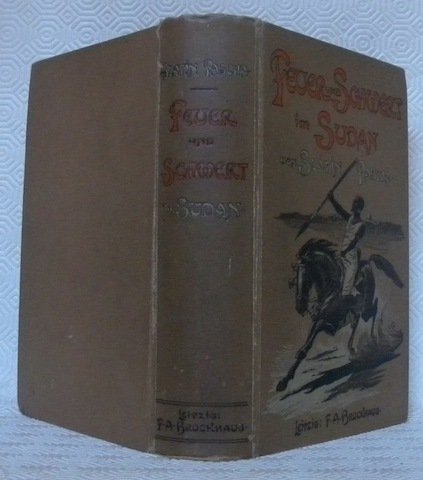 Slatin Pascha
Feuer
und
Schwert
im Sudan
Leipzig:
F.A. Brockhaus
Feuer und Schwert
im
Sudan
von Slatin Pascha
Leipzig: F.A. Brockhaus